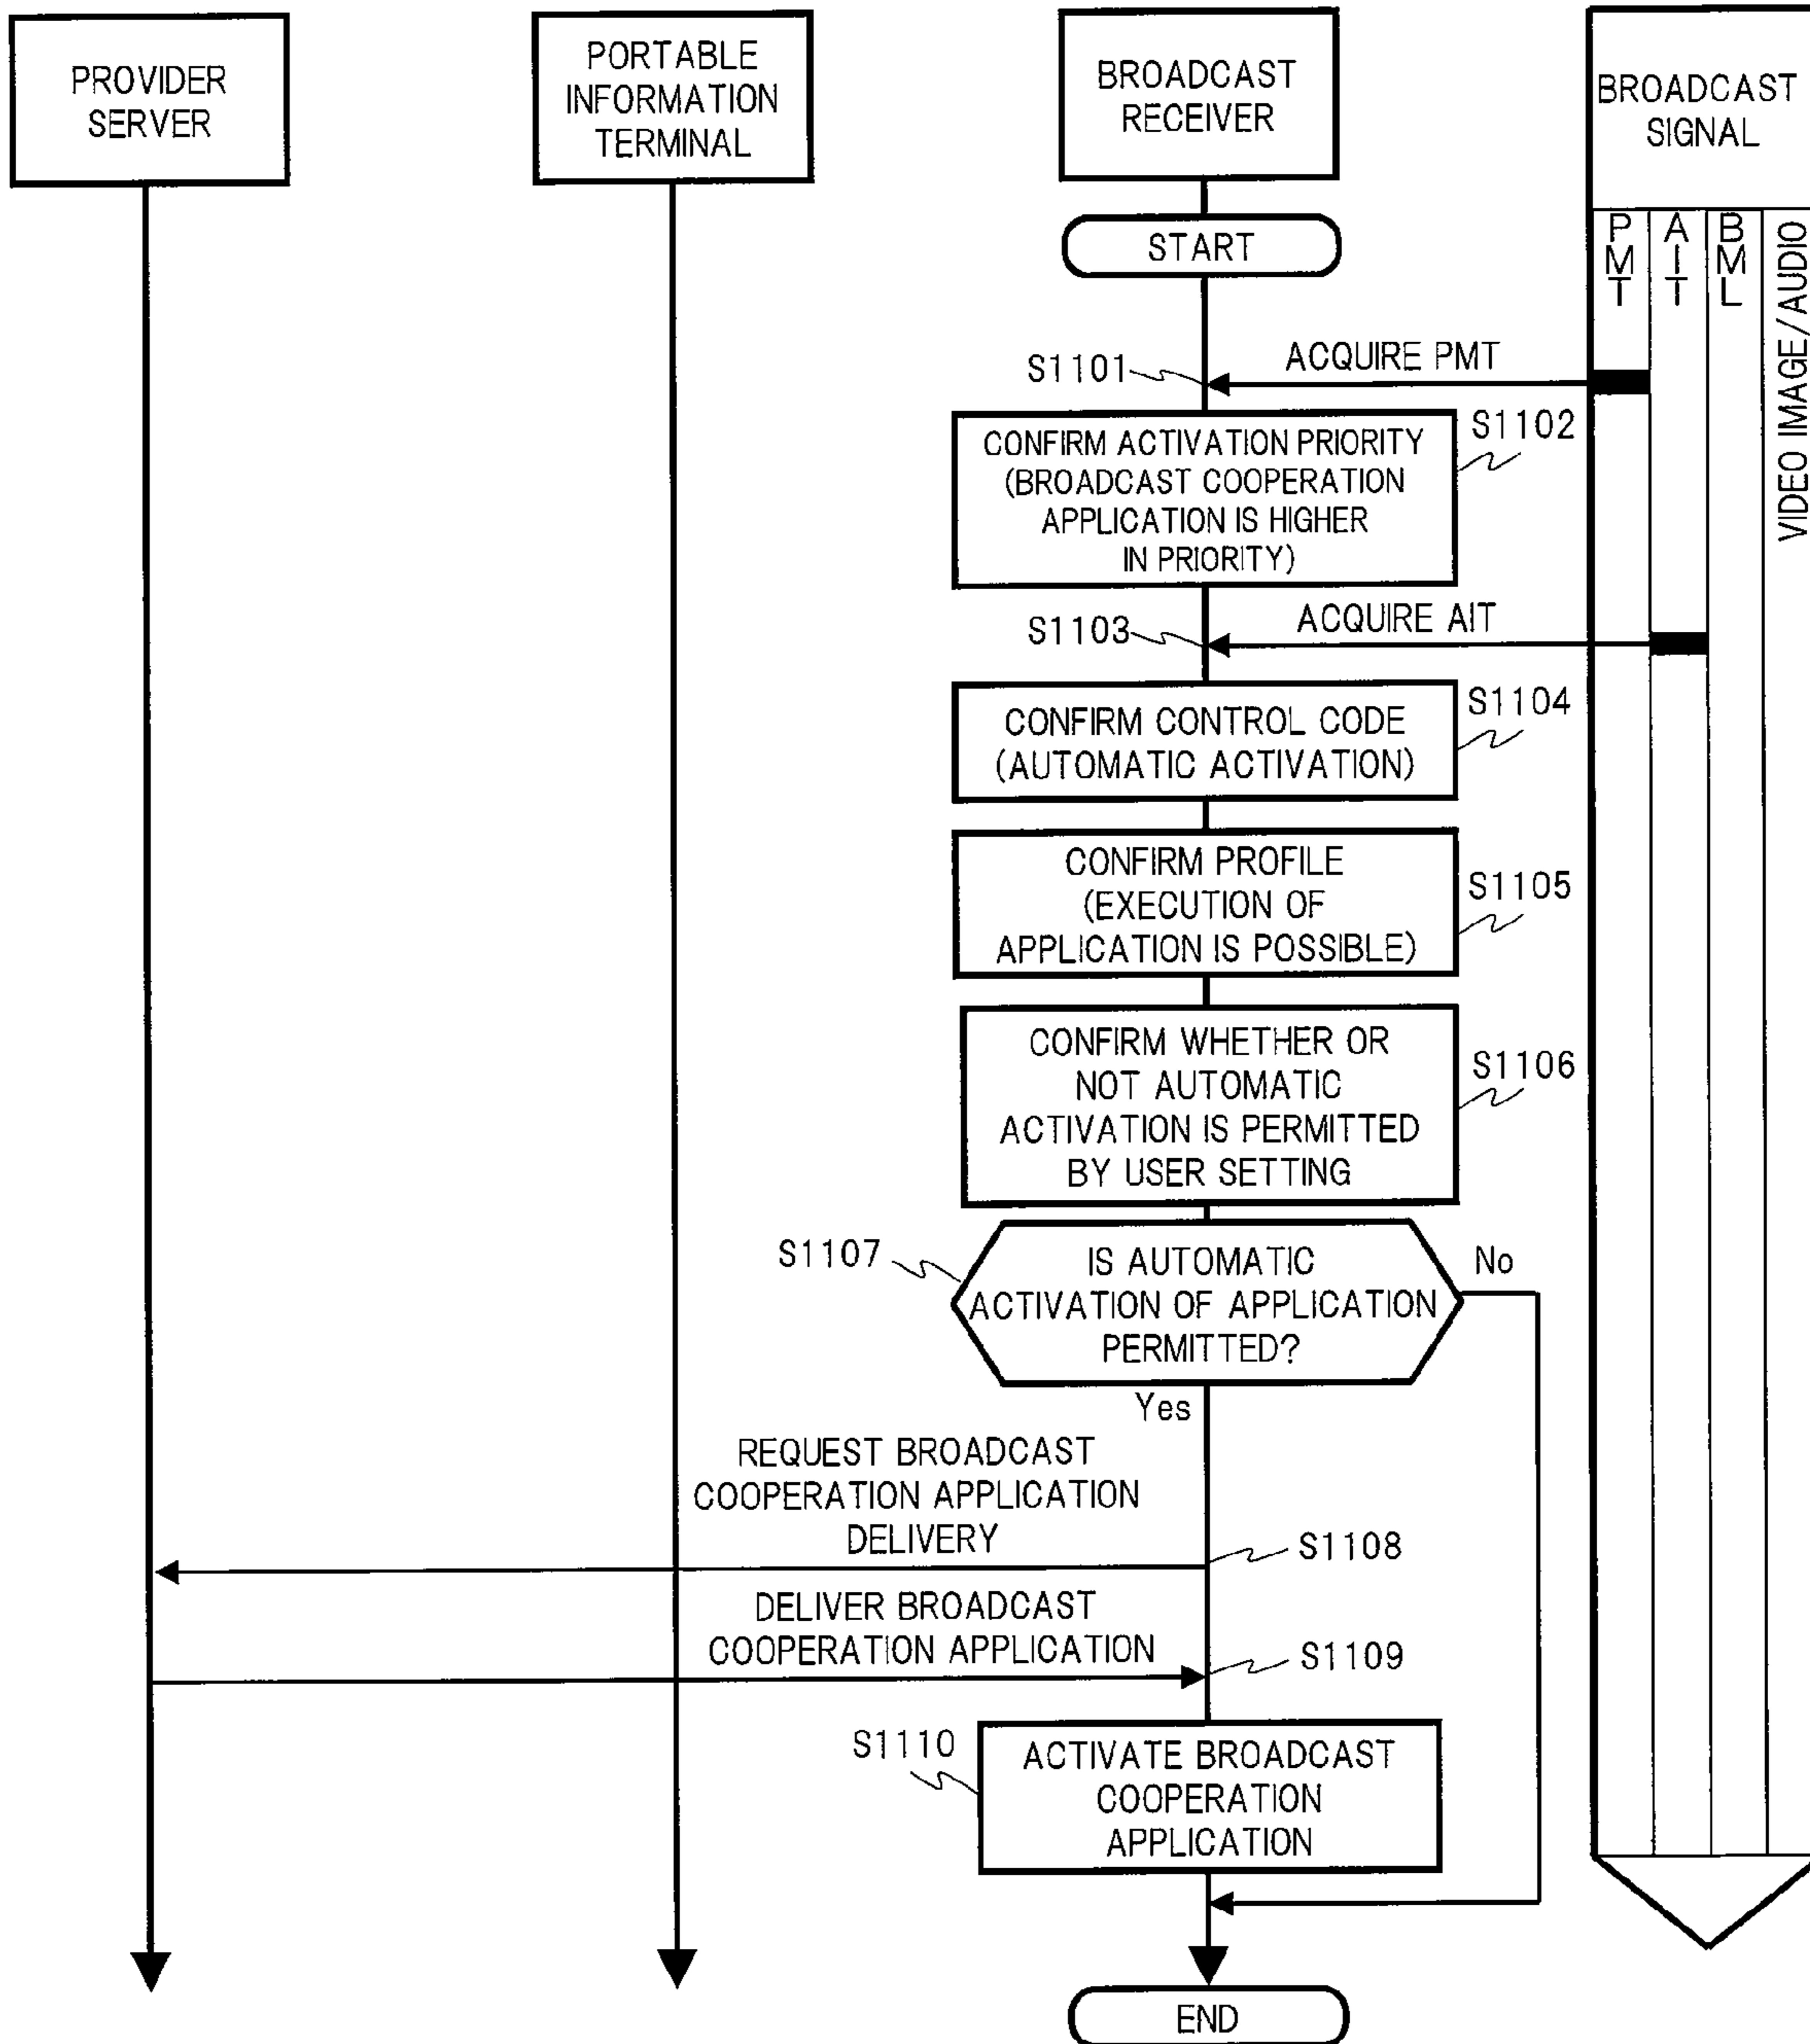 PROVIDER
SERVER
PORTABLE
INFORMATION
TERMINAL
BROADCAST
RECEIVER
BROADCAST
SIGNAL
START
PMT
AIT
BML
VIDEO IMAGE/AUDIO
S1101
ACQUIRE PMT
CONFIRM ACTIVATION PRIORITY
(BROADCAST COOPERATION
APPLICATION IS HIGHER
IN PRIORITY)
S1102
S1103
ACQUIRE AIT
CONFIRM CONTROL CODE
(AUTOMATIC ACTIVATION)
S1104
CONFIRM PROFILE
(EXECUTION OF
APPLICATION IS POSSIBLE)
S1105
CONFIRM WHETHER OR
NOT AUTOMATIC
ACTIVATION IS PERMITTED
BY USER SETTING
S1106
S1107
IS AUTOMATIC
ACTIVATION OF APPLICATION
PERMITTED?
No
Yes
REQUEST BROADCAST
COOPERATION APPLICATION
DELIVERY
S1108
DELIVER BROADCAST
COOPERATION APPLICATION
S1109
S1110
ACTIVATE BROADCAST
COOPERATION
APPLICATION
END